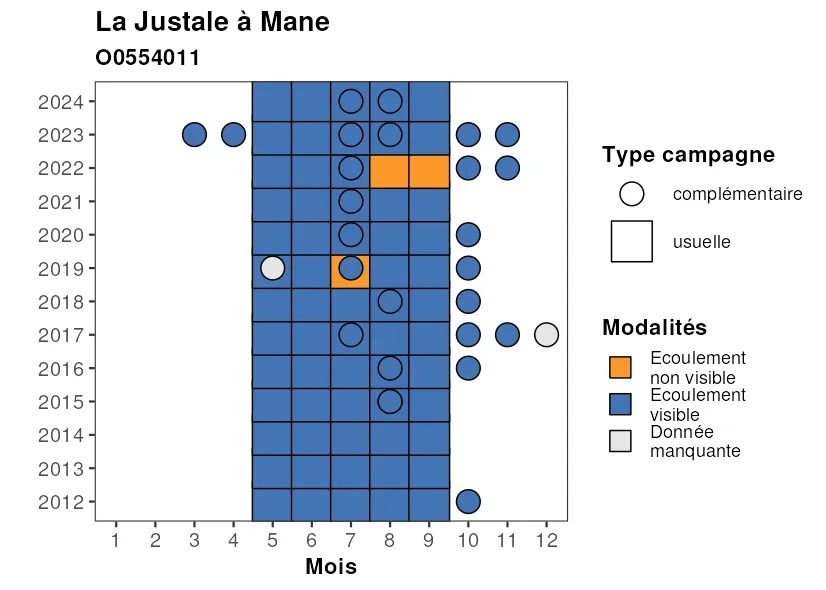 La Justale à Mane
O0554011
2024
2023
2022
2021
2020
2019
2018
2017
2016
2015
2014
2013
2012
1 2 3 4 5 6 7 8 9 10 11 12
Mois
Type campagne
complémentaire
usuelle
Modalités
Ecoulement
non visible
Ecoulement
visible
Donnée
manquante